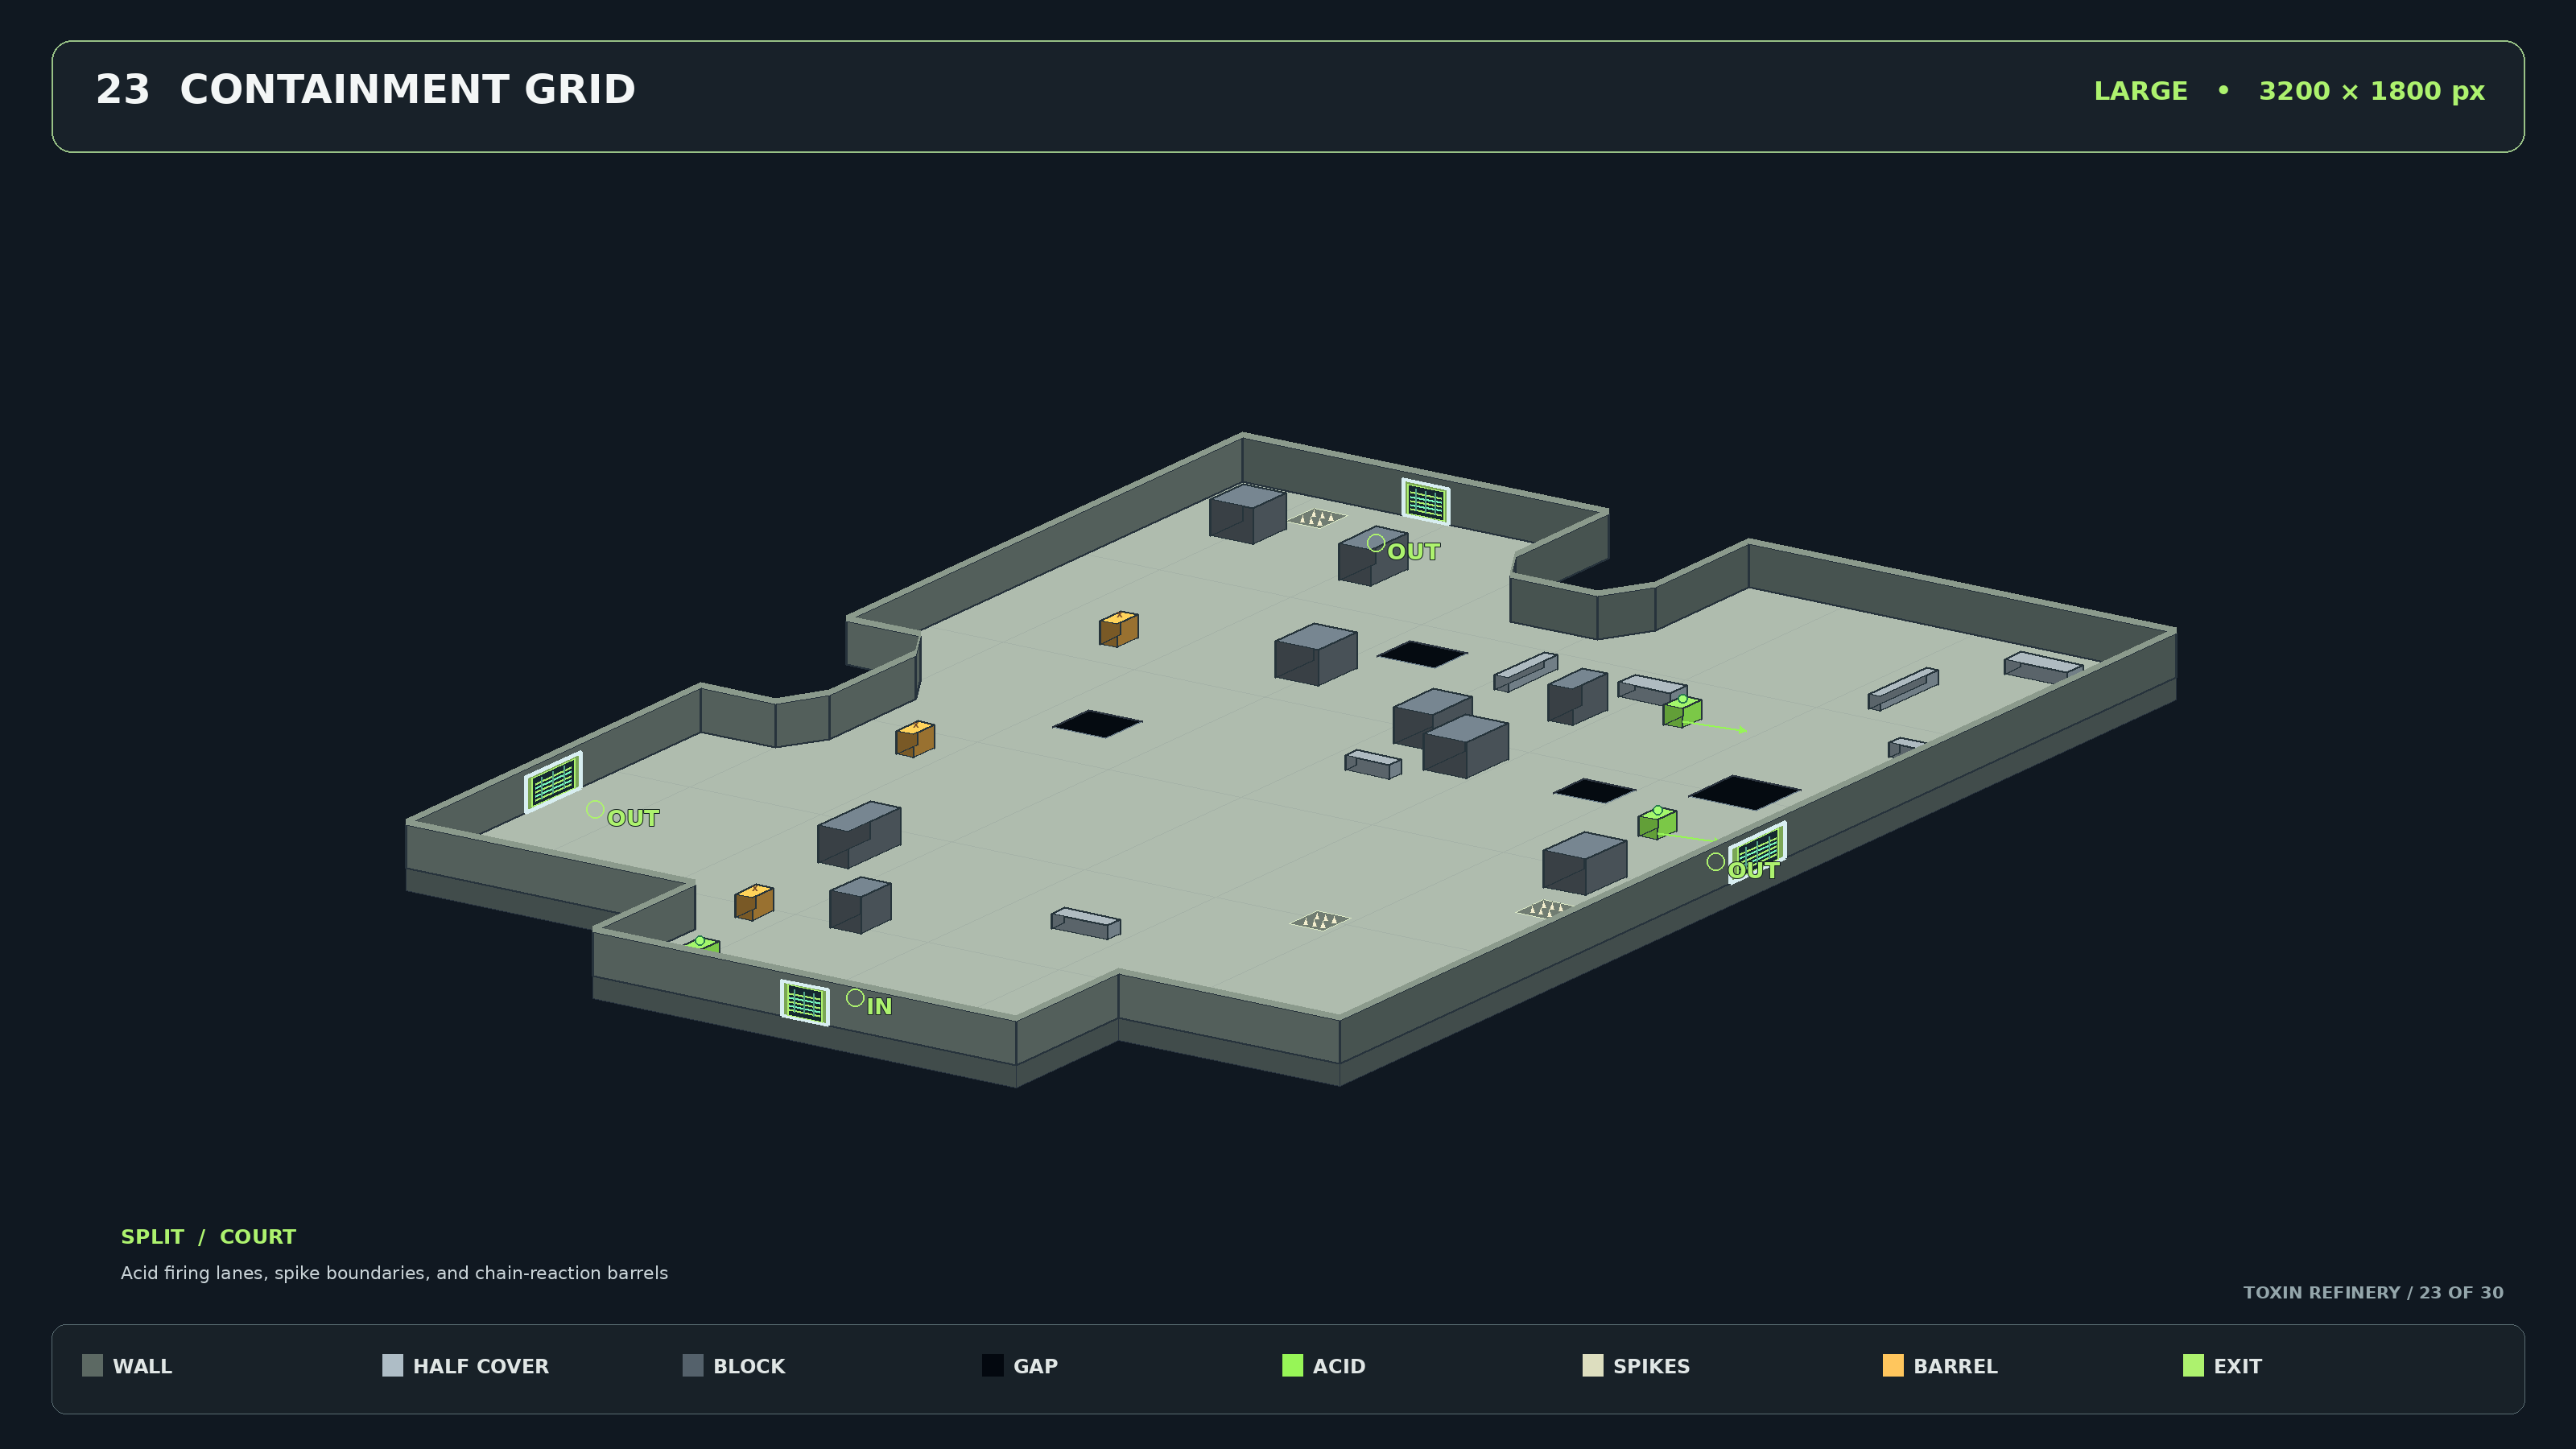 23 CONTAINMENT GRID
LARGE • 3200 × 1800 px
OUT
OUT
OUT
IN
SPLIT / COURT
Acid firing lanes, spike boundaries, and chain-reaction barrels
TOXIN REFINERY / 23 OF 30
WALL
HALF COVER
BLOCK
GAP
ACID
SPIKES
BARREL
EXIT